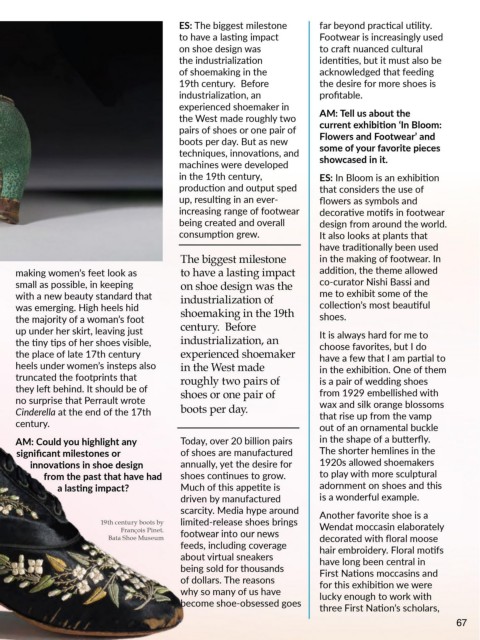 making women's feet look as
small as possible, in keeping
with a new beauty standard that
was emerging. High heels hid
the majority of a woman's foot
up under her skirt, leaving just
the tiny tips of her shoes visible,
the place of late 17th century
heels under women's insteps also
truncated the footprints that
they left behind. It should be of
no surprise that Perrault wrote
Cinderella at the end of the 17th
century.
AM: Could you highlight any
significant milestones or
innovations in shoe design
from the past that have had
a lasting impact?
19th century boots by
François Pinet.
Bata Shoe Museum
ES: The biggest milestone
to have a lasting impact
on shoe design was
the industrialization
of shoemaking in the
19th century. Before
industrialization, an
experienced shoemaker in
the West made roughly two
pairs of shoes or one pair of
boots per day. But as new
techniques, innovations, and
machines were developed
in the 19th century,
production and output sped
up, resulting in an ever-
increasing range of footwear
being created and overall
consumption grew.
The biggest milestone
to have a lasting impact
on shoe design was the
industrialization of
shoemaking in the 19th
century. Before
industrialization, an
experienced shoemaker
in the West made
roughly two pairs of
shoes or one pair of
boots per day.
Today, over 20 billion pairs
of shoes are manufactured
annually, yet the desire for
shoes continues to grow.
Much of this appetite is
driven by manufactured
scarcity. Media hype around
limited-release shoes brings
footwear into our news
feeds, including coverage
about virtual sneakers
being sold for thousands
of dollars. The reasons
why so many of us have
become shoe-obsessed goes
far beyond practical utility.
Footwear is increasingly used
to craft nuanced cultural
identities, but it must also be
acknowledged that feeding
the desire for more shoes is
profitable.
AM: Tell us about the
current exhibition 'In Bloom:
Flowers and Footwear' and
some of your favorite pieces
showcased in it.
ES: In Bloom is an exhibition
that considers the use of
flowers as symbols and
decorative motifs in footwear
design from around the world.
It also looks at plants that
have traditionally been used
in the making of footwear. In
addition, the theme allowed
co-curator Nishi Bassi and
me to exhibit some of the
collection's most beautiful
shoes.
It is always hard for me to
choose favorites, but I do
have a few that I am partial to
in the exhibition. One of them
is a pair of wedding shoes
from 1929 embellished with
wax and silk orange blossoms
that rise up from the vamp
out of an ornamental buckle
in the shape of a butterfly.
The shorter hemlines in the
1920s allowed shoemakers
to play with more sculptural
adornment on shoes and this
is a wonderful example.
Another favorite shoe is a
Wendat moccasin elaborately
decorated with floral moose
hair embroidery. Floral motifs
have long been central in
First Nations moccasins and
for this exhibition we were
lucky enough to work with
three First Nation's scholars,
67